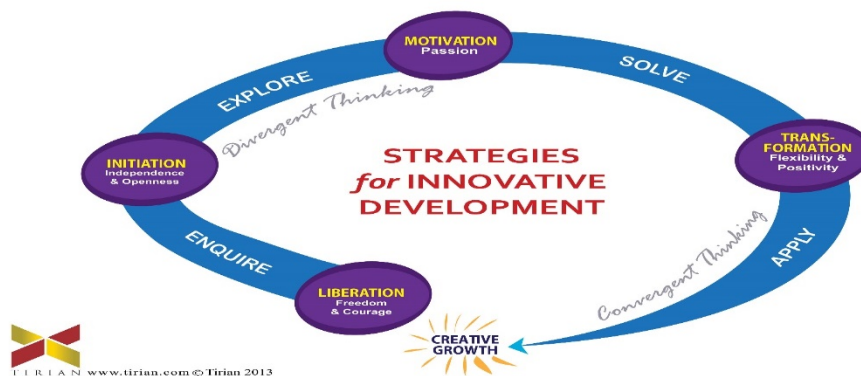 MOTIVATION
Passion
EXPLORE
SOLVE
Divergent Thinking
TRANS-
FORMATION
Flexibility &
Positivity
INITIATION
Independence
& Openness
STRATEGIES
for INNOVATIVE
DEVELOPMENT
ENQUIRE
APPLY
Convergent Thinking
LIBERATION
Freedom
& Courage
CREATIVE
GROWTH
TIRIAN www.tirian.com © Tirian 2013